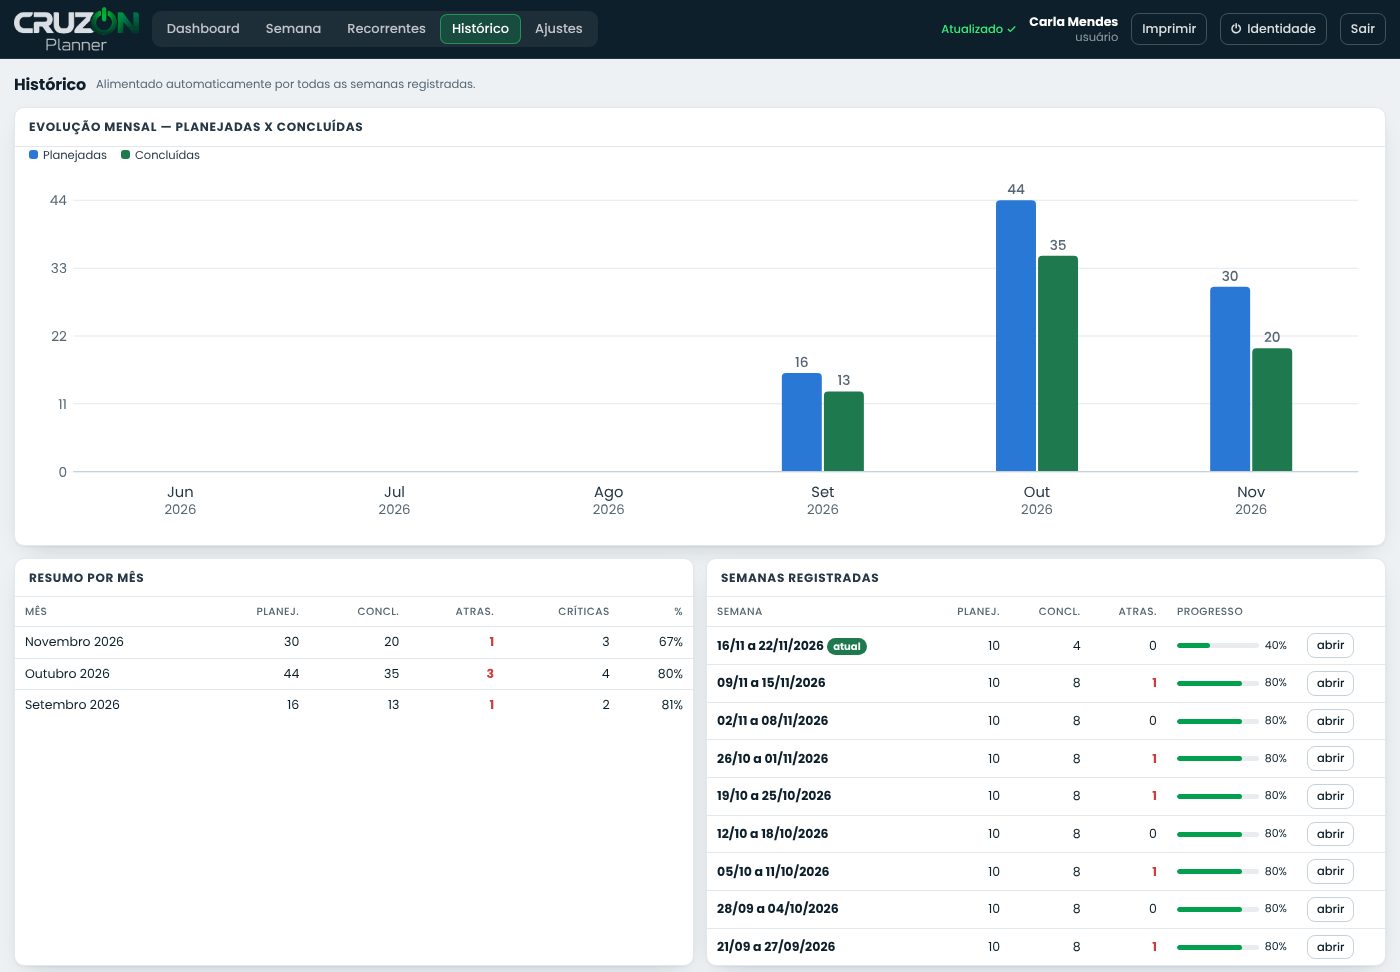 CRUZON
Planner
Dashboard Semana Recorrentes Histórico Ajustes
Atualizado ✓
Carla Mendes
usuário
Imprimir
Identidade
Sair
Histórico Alimentado automaticamente por todas as semanas registradas.
EVOLUÇÃO MENSAL — PLANEJADAS X CONCLUÍDAS
Planejadas Concluídas
44
33
22
11
0
16 13
44 35
30 20
Jun Jul Ago Set Out Nov
2026 2026 2026 2026 2026 2026
RESUMO POR MÊS
MÊS PLANEJ. CONCL. ATRAS. CRÍTICAS %
Novembro 2026 30 20 1 3 67%
Outubro 2026 44 35 3 4 80%
Setembro 2026 16 13 1 2 81%
SEMANAS REGISTRADAS
SEMANA PLANEJ. CONCL. ATRAS. PROGRESSO
16/11 a 22/11/2026 atual 10 4 0 40% abrir
09/11 a 15/11/2026 10 8 1 80% abrir
02/11 a 08/11/2026 10 8 0 80% abrir
26/10 a 01/11/2026 10 8 1 80% abrir
19/10 a 25/10/2026 10 8 1 80% abrir
12/10 a 18/10/2026 10 8 0 80% abrir
05/10 a 11/10/2026 10 8 1 80% abrir
28/09 a 04/10/2026 10 8 0 80% abrir
21/09 a 27/09/2026 10 8 1 80% abrir